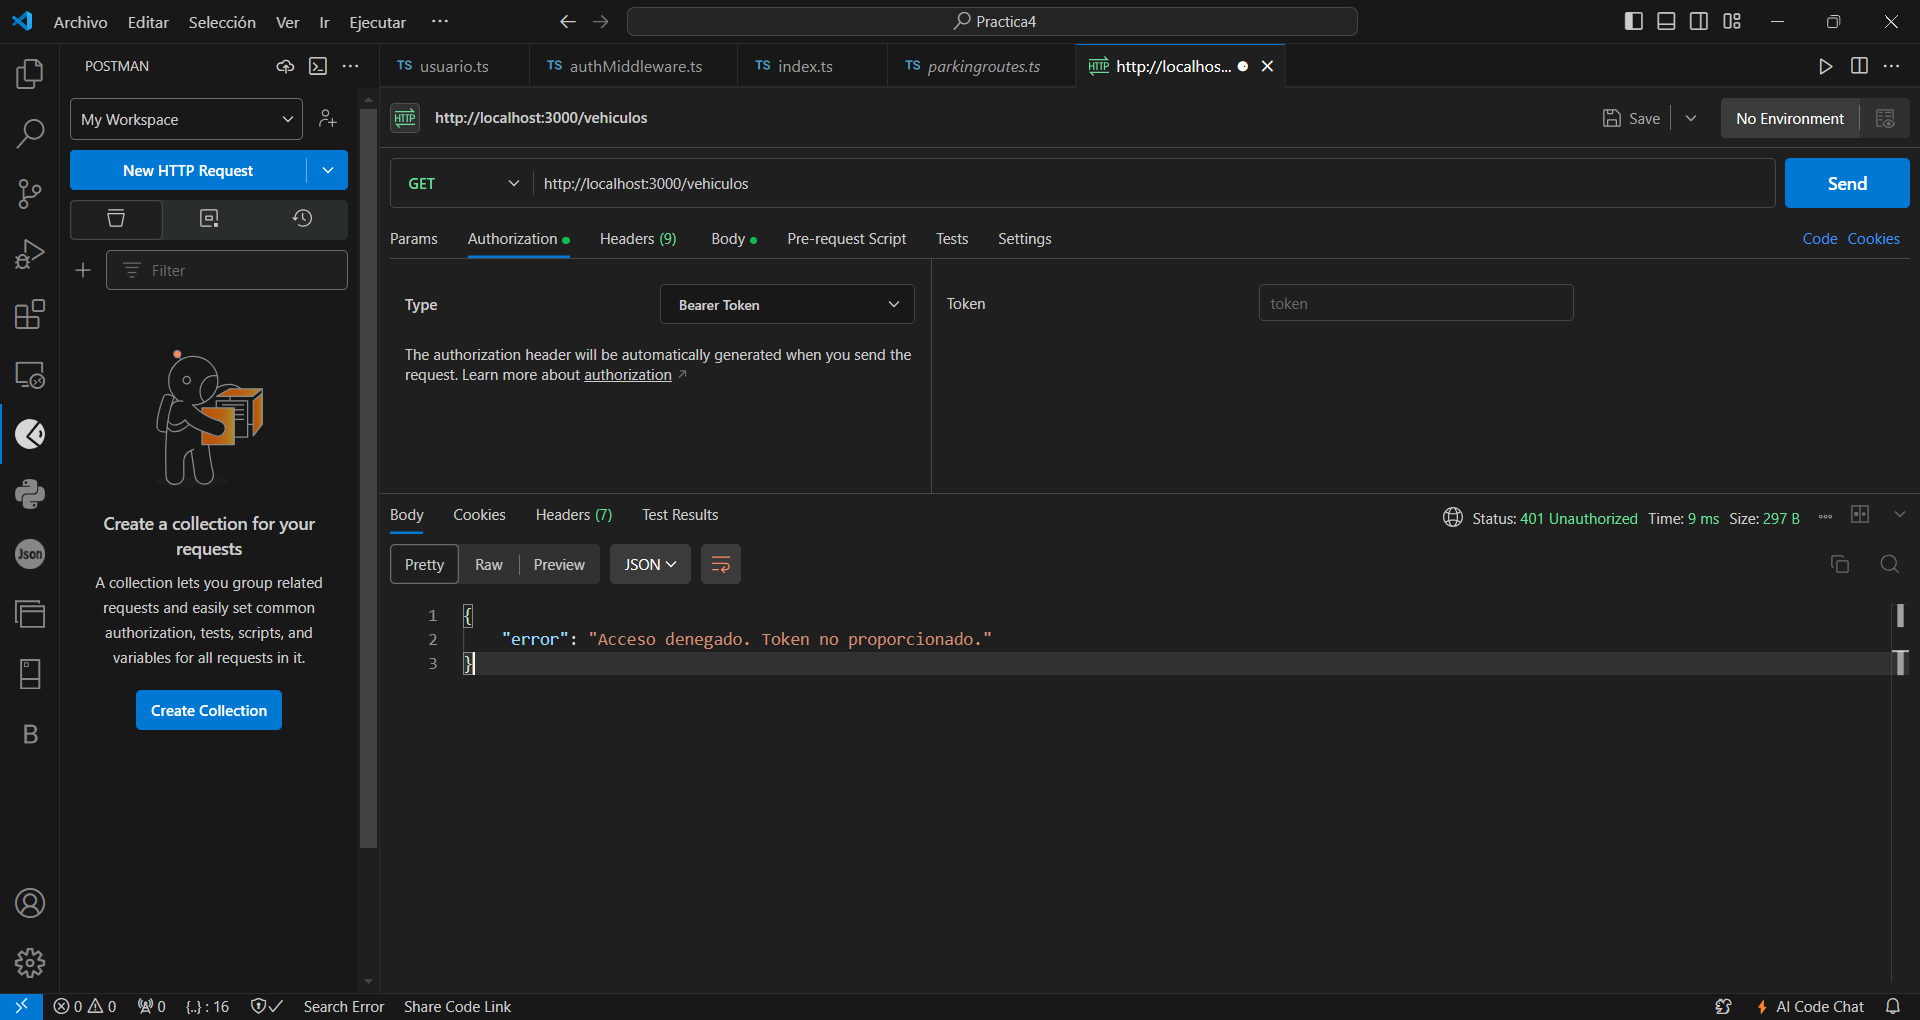 Archivo Editar Selección Ver Ir Ejecutar ··· Practica4
POSTMAN
My Workspace
New HTTP Request
Filter
Create a collection for your
requests
A collection lets you group related
requests and easily set common
authorization, tests, scripts, and
variables for all requests in it.
Create Collection
Json
B
TS usuario.ts TS authMiddleware.ts TS index.ts TS parkingroutes.ts HTTP http://localhos...
HTTP http://localhost:3000/vehiculos Save No Environment
GET http://localhost:3000/vehiculos Send
Params Authorization Headers (9) Body Pre-request Script Tests Settings Code Cookies
Type Bearer Token Token token
The authorization header will be automatically generated when you send the
request. Learn more about authorization
Body Cookies Headers (7) Test Results Status: 401 Unauthorized Time: 9 ms Size: 297 B
Pretty Raw Preview JSON
1 {
2 "error": "Acceso denegado. Token no proporcionado."
3 }
0 0 0 {..} : 16 Search Error Share Code Link AI Code Chat